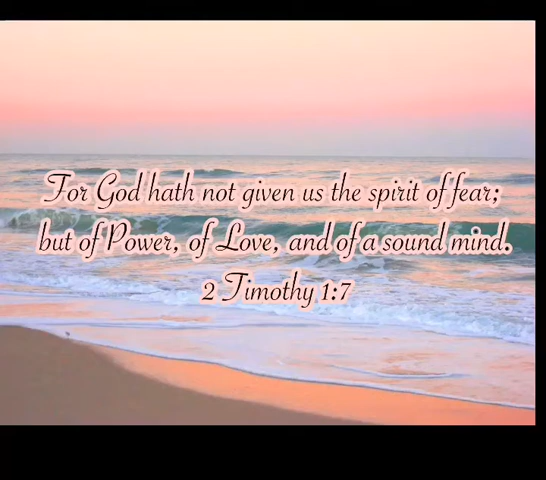 For God hath not given us the spirit of fear;
but of Power, of Love, and of a sound mind.
2 Timothy 1:7